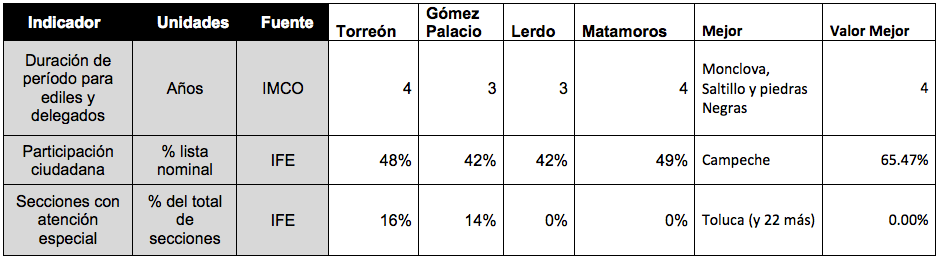 Indicador Unidades Fuente Torreón Gómez Palacio Lerdo Matamoros Mejor Valor Mejor
Duración de
período para
ediles y
delegados
Años IMCO 4 3 3 4
Monclova,
Saltillo y piedras
Negras
4
Participación
ciudadana
% lista
nominal
IFE 48% 42% 42% 49% Campeche 65.47%
Secciones con
atención
especial
% del total
de
secciones
IFE 16% 14% 0% 0% Toluca (y 22 más) 0.00%